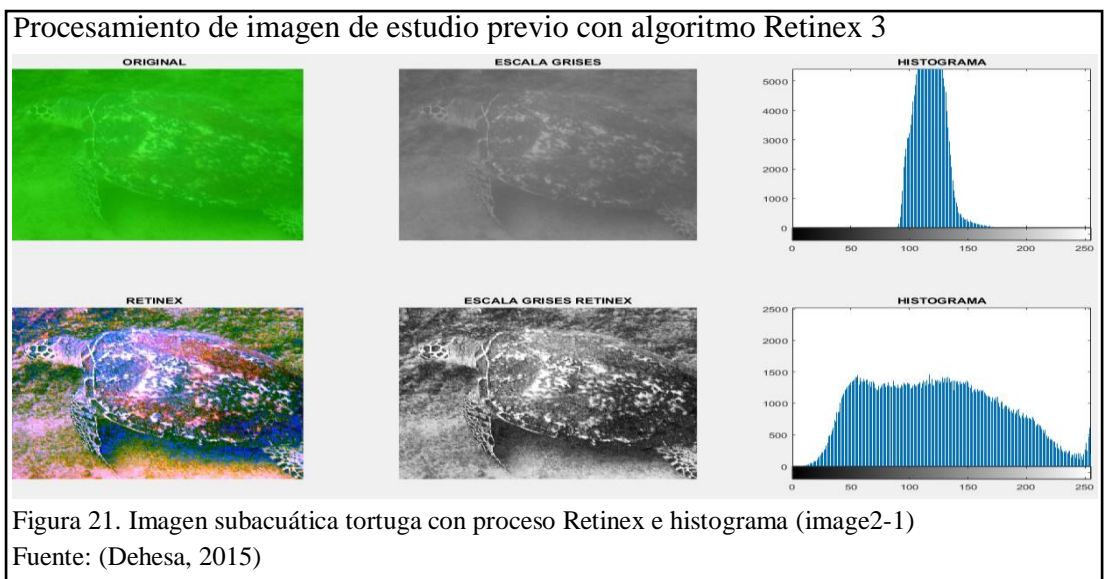 Procesamiento de imagen de estudio previo con algoritmo Retinex 3
ORIGINAL
ESCALA GRISES
HISTOGRAMA
5000
4000
3000
2000
1000
0
0 50 100 150 200 250
RETINEX
ESCALA GRISES RETINEX
HISTOGRAMA
2500
2000
1500
1000
500
0
0 50 100 150 200 250
Figura 21. Imagen subacuática tortuga con proceso Retinex e histograma (image2-1)
Fuente: (Dehesa, 2015)